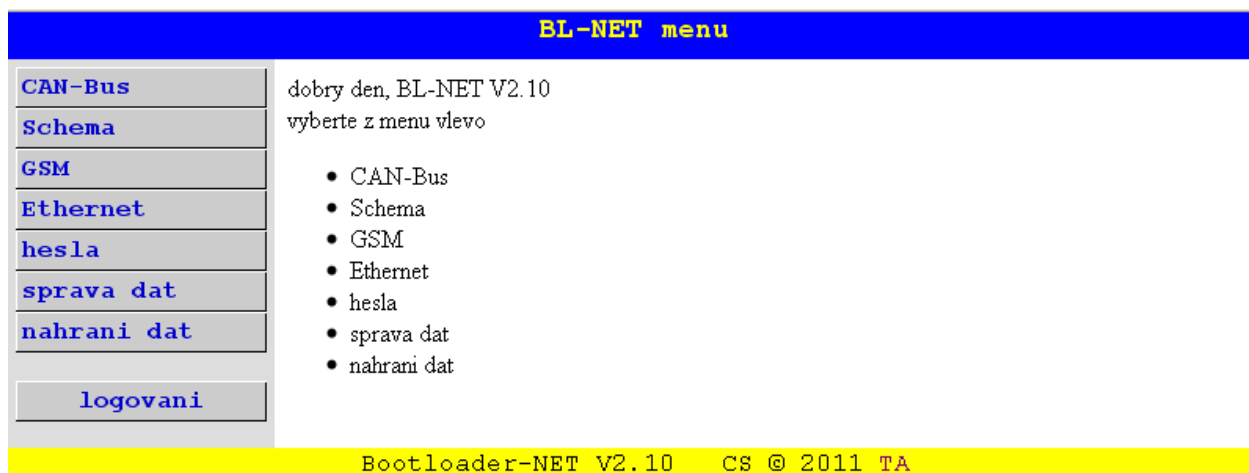 BL-NET menu
CAN-Bus
Schema
GSM
Ethernet
hesla
sprava dat
nahrani dat
logovani
dobry den, BL-NET V2.10
vyberte z menu vlevo
• CAN-Bus
• Schema
• GSM
• Ethernet
• hesla
• sprava dat
• nahrani dat
Bootloader-NET V2.10 CS © 2011 TA